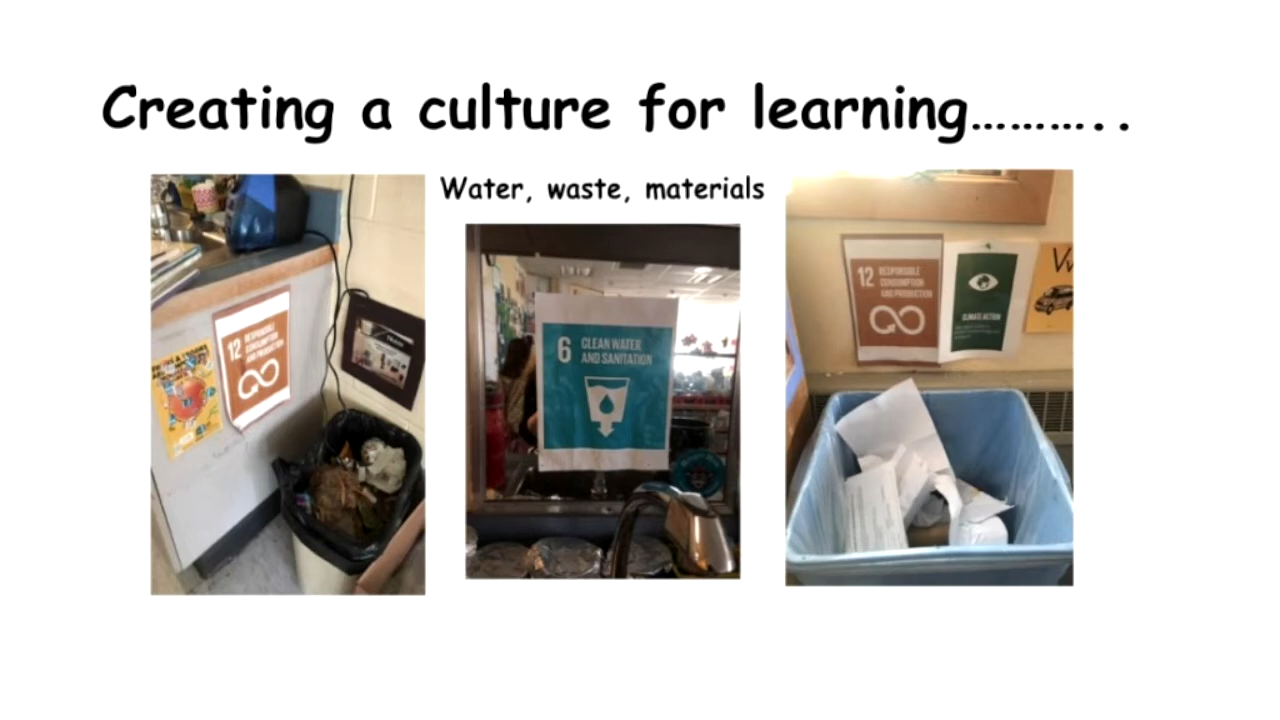 Creating a culture for learning………..
Water, waste, materials
12 RESPONSIBLE
CONSUMPTION
AND PRODUCTION
6 CLEAN WATER
AND SANITATION
12 RESPONSIBLE
CONSUMPTION
AND PRODUCTION
CLIMATE ACTION